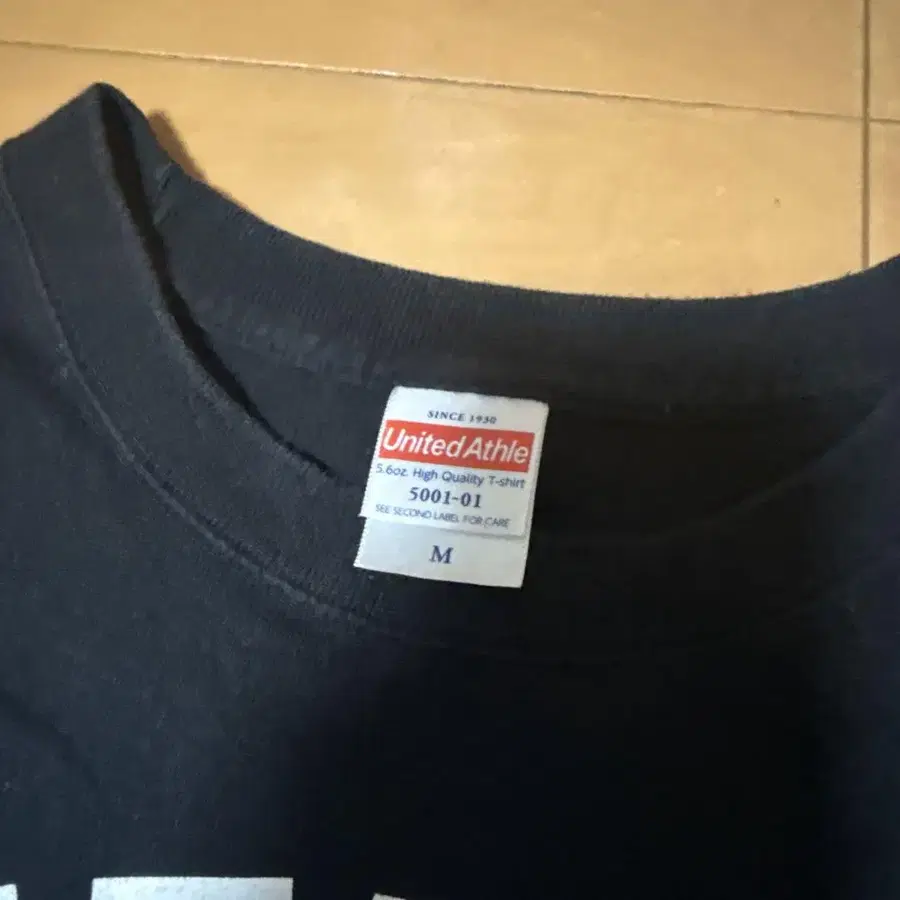 SINCE 1930
United Athle
5.6oz. High Quality T-shirt
5001-01
SEE SECOND LABEL FOR CARE
M